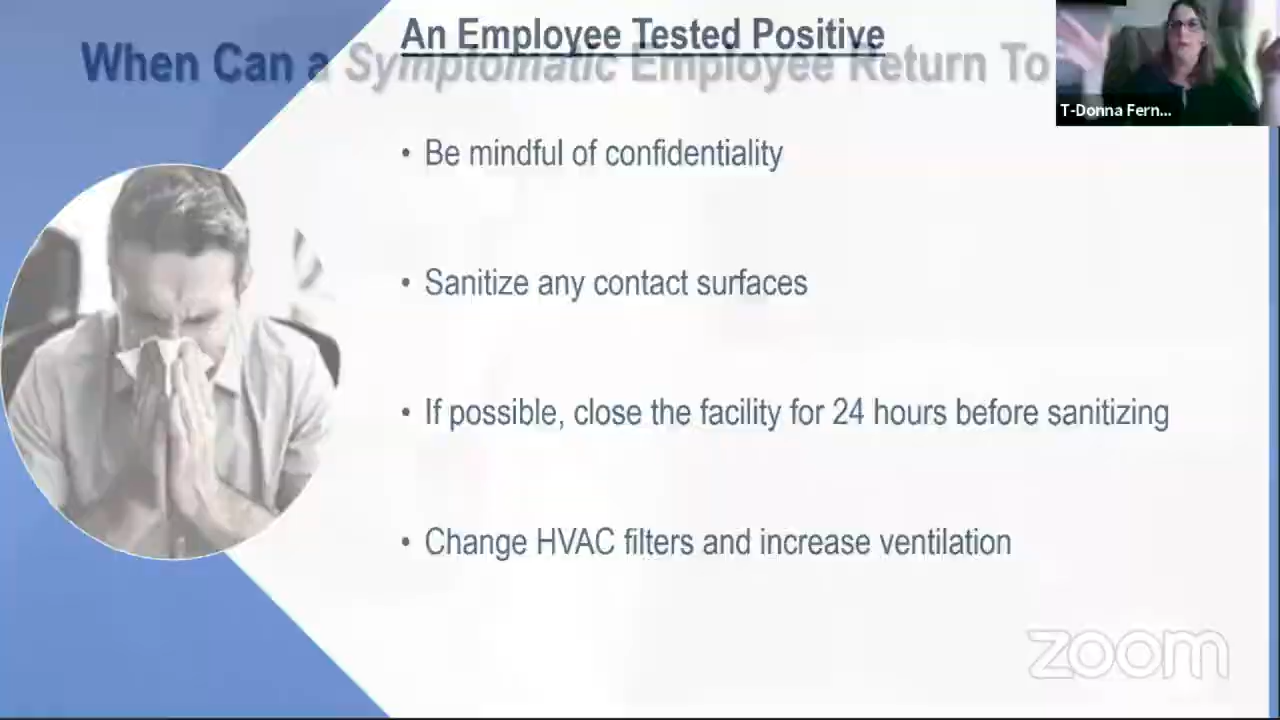 An Employee Tested Positive
When Can a Symptomatic Employee Return To
T-Donna Fern...
• Be mindful of confidentiality
• Sanitize any contact surfaces
• If possible, close the facility for 24 hours before sanitizing
• Change HVAC filters and increase ventilation
zoom